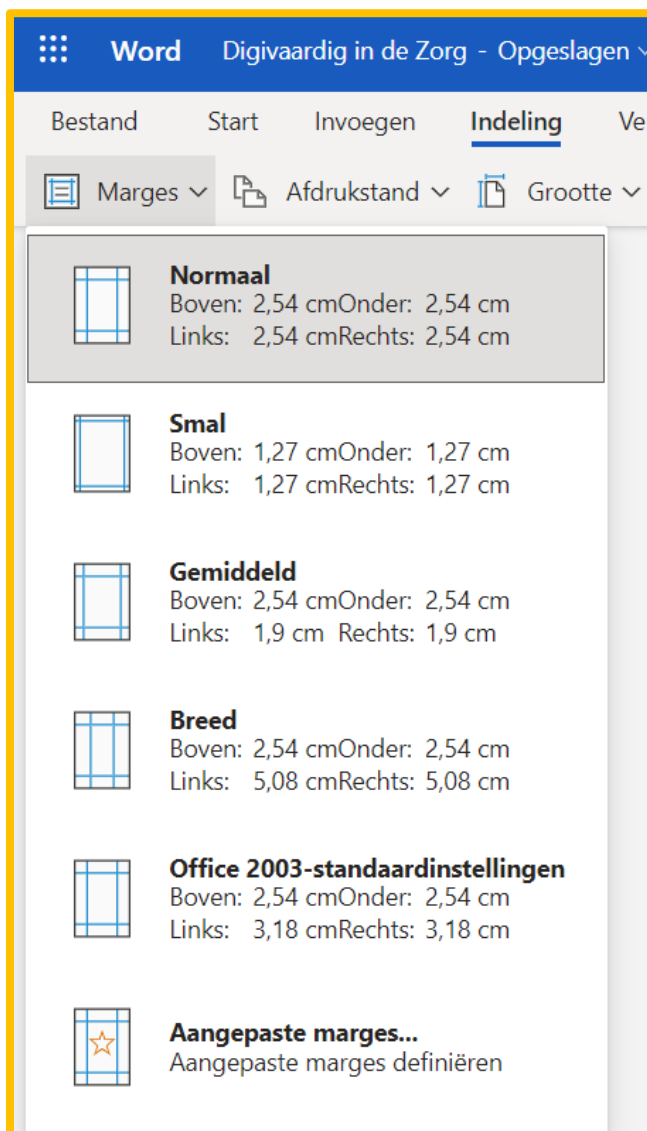 Word Digivaardig in de Zorg - Opgeslagen
Bestand Start Invoegen Indeling Ve
Marges Afdrukstand Grootte
Normaal
Boven: 2,54 cmOnder: 2,54 cm
Links: 2,54 cmRechts: 2,54 cm
Smal
Boven: 1,27 cmOnder: 1,27 cm
Links: 1,27 cmRechts: 1,27 cm
Gemiddeld
Boven: 2,54 cmOnder: 2,54 cm
Links: 1,9 cm Rechts: 1,9 cm
Breed
Boven: 2,54 cmOnder: 2,54 cm
Links: 5,08 cmRechts: 5,08 cm
Office 2003-standaardinstellingen
Boven: 2,54 cmOnder: 2,54 cm
Links: 3,18 cmRechts: 3,18 cm
Aangepaste marges...
Aangepaste marges definiëren